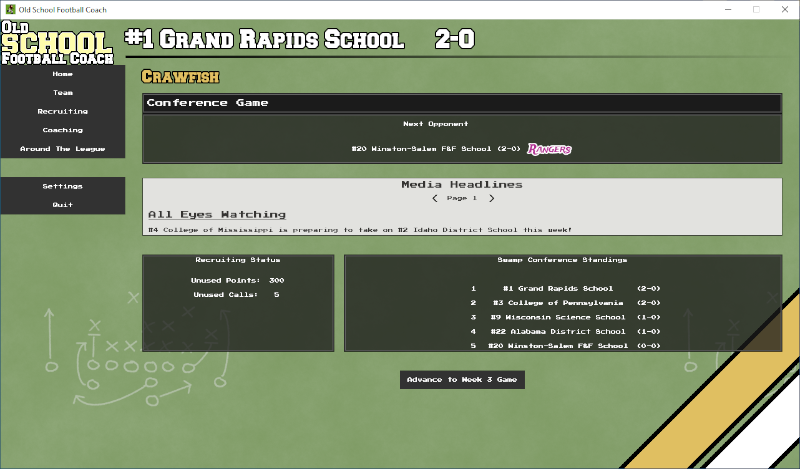 Old School Football Coach
OLD
SCHOOL
FOOTBALL COACH
#1 GRAND RAPIDS SCHOOL 2-0
Home
Team
Recruiting
Coaching
Around The League
Settings
Quit
CRAWFISH
Conference Game
Next Opponent
#20 Winston-Salem F&F School (2-0) RANGERS
Media Headlines
< Page 1 >
All Eyes Watching
#4 College of Mississippi is preparing to take on #2 Idaho District School this week!
Recruiting Status
Unused Points: 300
Unused Calls: 5
Swamp Conference Standings
1 #1 Grand Rapids School (2-0)
2 #3 College of Pennsylvania (2-0)
3 #9 Wisconsin Science School (1-0)
4 #22 Alabama District School (1-0)
5 #20 Winston-Salem F&F School (0-0)
Advance to Week 3 Game